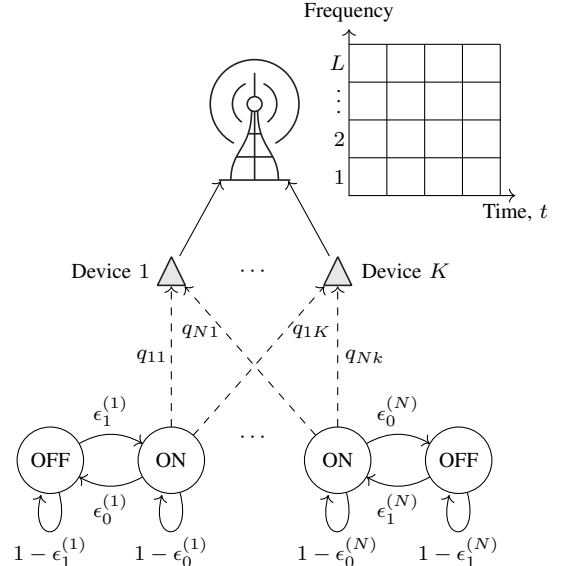 Frequency
L
⋮
2
1
Time, t
Device 1
⋯
Device K
q_{11}
q_{N1}
q_{1K}
q_{Nk}
ϵ_1^{(1)}
ϵ_0^{(N)}
⋯
OFF
ON
ON
OFF
ϵ_0^{(1)}
ϵ_1^{(N)}
1 − ϵ_1^{(1)}
1 − ϵ_0^{(1)}
1 − ϵ_0^{(N)}
1 − ϵ_1^{(N)}